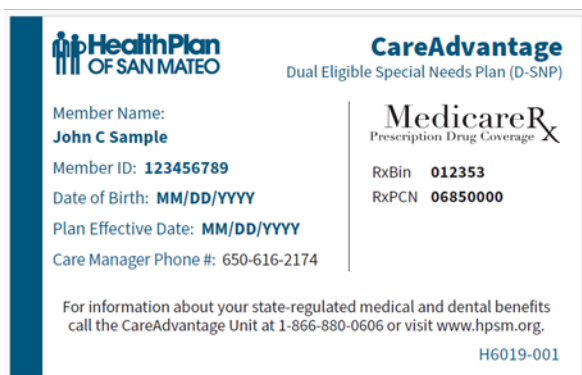 HealthPlan
OF SAN MATEO
CareAdvantage
Dual Eligible Special Needs Plan (D-SNP)
Member Name:
John C Sample
Member ID: 123456789
Date of Birth: MM/DD/YYYY
Plan Effective Date: MM/DD/YYYY
Care Manager Phone #: 650-616-2174
MedicareRx
Prescription Drug Coverage
RxBin 012353
RxPCN 06850000
For information about your state-regulated medical and dental benefits
call the CareAdvantage Unit at 1-866-880-0606 or visit www.hpsm.org.
H6019-001